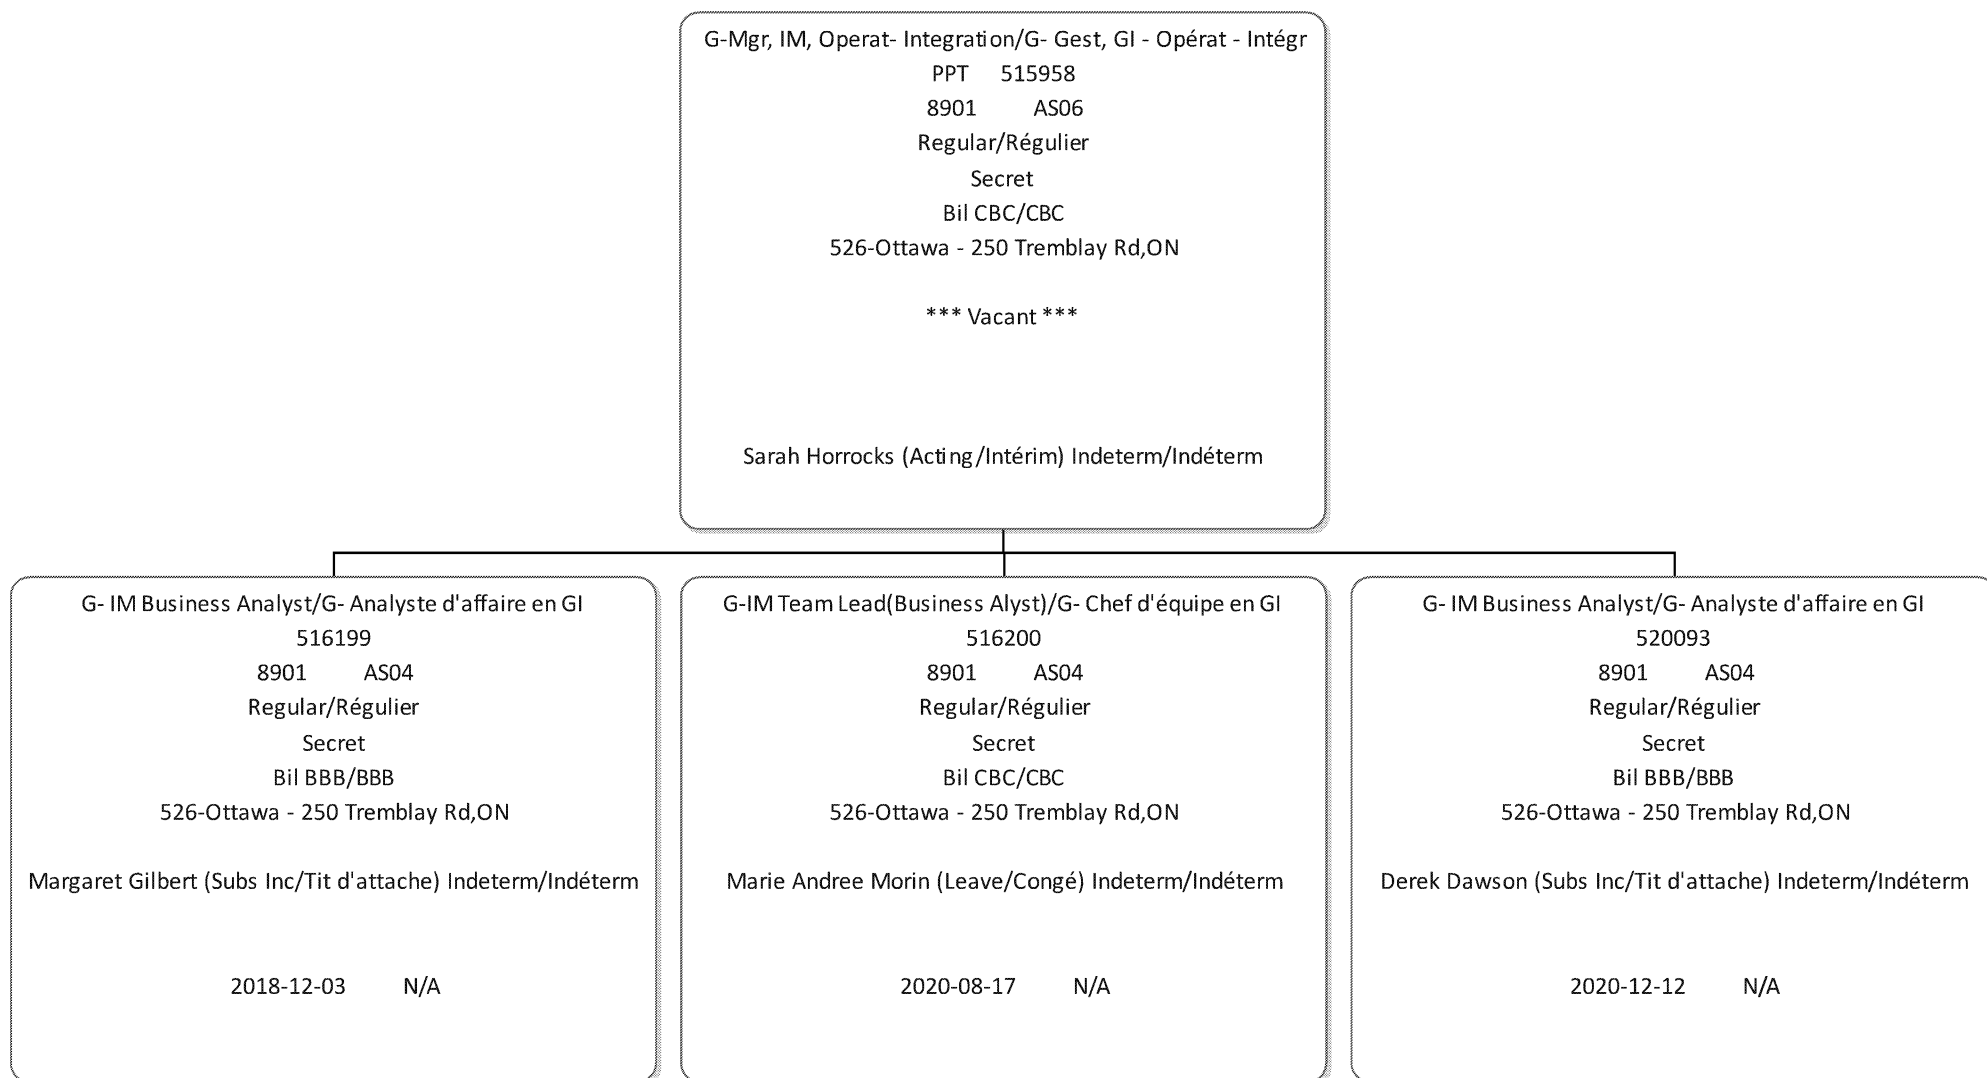 G-Mgr, IM, Operat- Integration/G- Gest, GI - Opérat - Intégr
PPT 515958
8901 AS06
Regular/Régulier
Secret
Bil CBC/CBC
526-Ottawa - 250 Tremblay Rd,ON
*** Vacant ***
Sarah Horrocks (Acting/Intérim) Indeterm/Indéterm
G- IM Business Analyst/G- Analyste d'affaire en GI
516199
8901 AS04
Regular/Régulier
Secret
Bil BBB/BBB
526-Ottawa - 250 Tremblay Rd,ON
Margaret Gilbert (Subs Inc/Tit d'attache) Indeterm/Indéterm
2018-12-03 N/A
G-IM Team Lead(Business Alyst)/G- Chef d'équipe en GI
516200
8901 AS04
Regular/Régulier
Secret
Bil CBC/CBC
526-Ottawa - 250 Tremblay Rd,ON
Marie Andree Morin (Leave/Congé) Indeterm/Indéterm
2020-08-17 N/A
G- IM Business Analyst/G- Analyste d'affaire en GI
520093
8901 AS04
Regular/Régulier
Secret
Bil BBB/BBB
526-Ottawa - 250 Tremblay Rd,ON
Derek Dawson (Subs Inc/Tit d'attache) Indeterm/Indéterm
2020-12-12 N/A